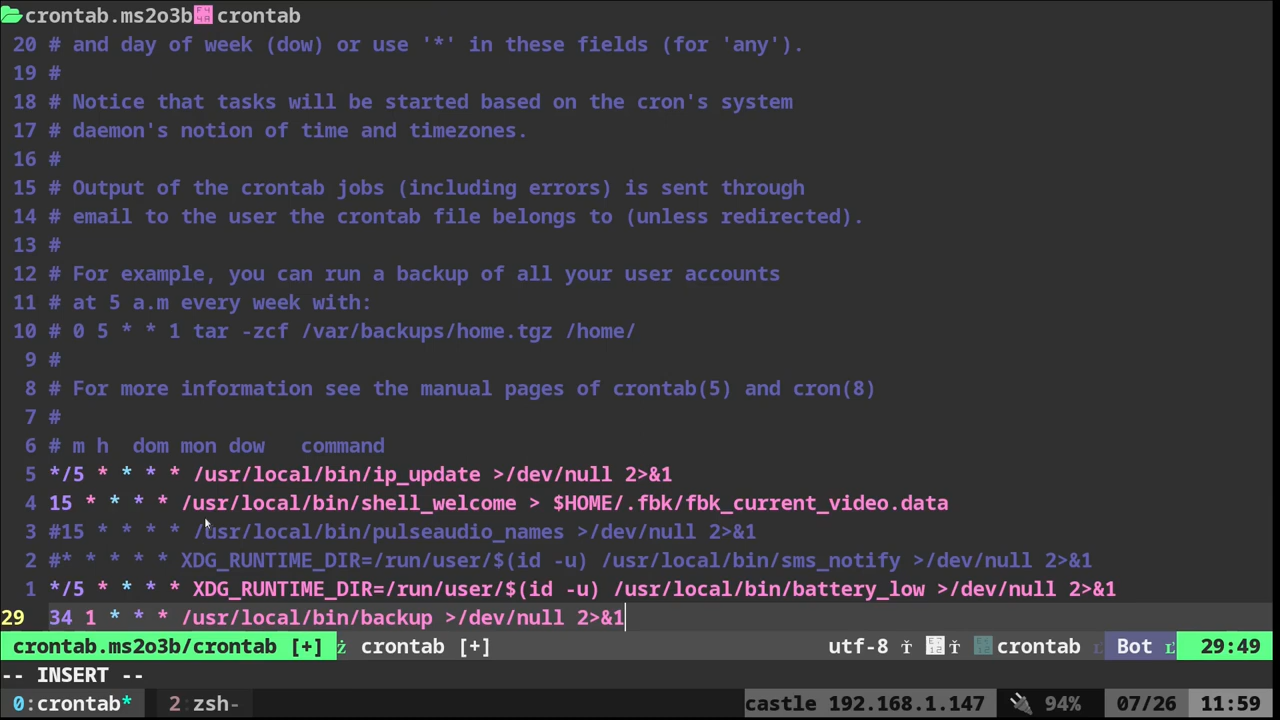 crontab.ms2o3b crontab
20 # and day of week (dow) or use '*' in these fields (for 'any').
19 #
18 # Notice that tasks will be started based on the cron's system
17 # daemon's notion of time and timezones.
16 #
15 # Output of the crontab jobs (including errors) is sent through
14 # email to the user the crontab file belongs to (unless redirected).
13 #
12 # For example, you can run a backup of all your user accounts
11 # at 5 a.m every week with:
10 # 0 5 * * 1 tar -zcf /var/backups/home.tgz /home/
9 #
8 # For more information see the manual pages of crontab(5) and cron(8)
7 #
6 # m h  dom mon dow   command
5 */5 * * * * /usr/local/bin/ip_update >/dev/null 2>&1
4 15 * * * * /usr/local/bin/shell_welcome > $HOME/.fbk/fbk_current_video.data
3 #15 * * * * /usr/local/bin/pulseaudio_names >/dev/null 2>&1
2 #* * * * * XDG_RUNTIME_DIR=/run/user/$(id -u) /usr/local/bin/sms_notify >/dev/null 2>&1
1 */5 * * * * XDG_RUNTIME_DIR=/run/user/$(id -u) /usr/local/bin/battery_low >/dev/null 2>&1
29 34 1 * * * /usr/local/bin/backup >/dev/null 2>&1
crontab.ms2o3b/crontab [+] crontab [+] utf-8 crontab Bot 29:49
-- INSERT --
0:crontab* 2:zsh- castle 192.168.1.147 94% 07/26 11:59